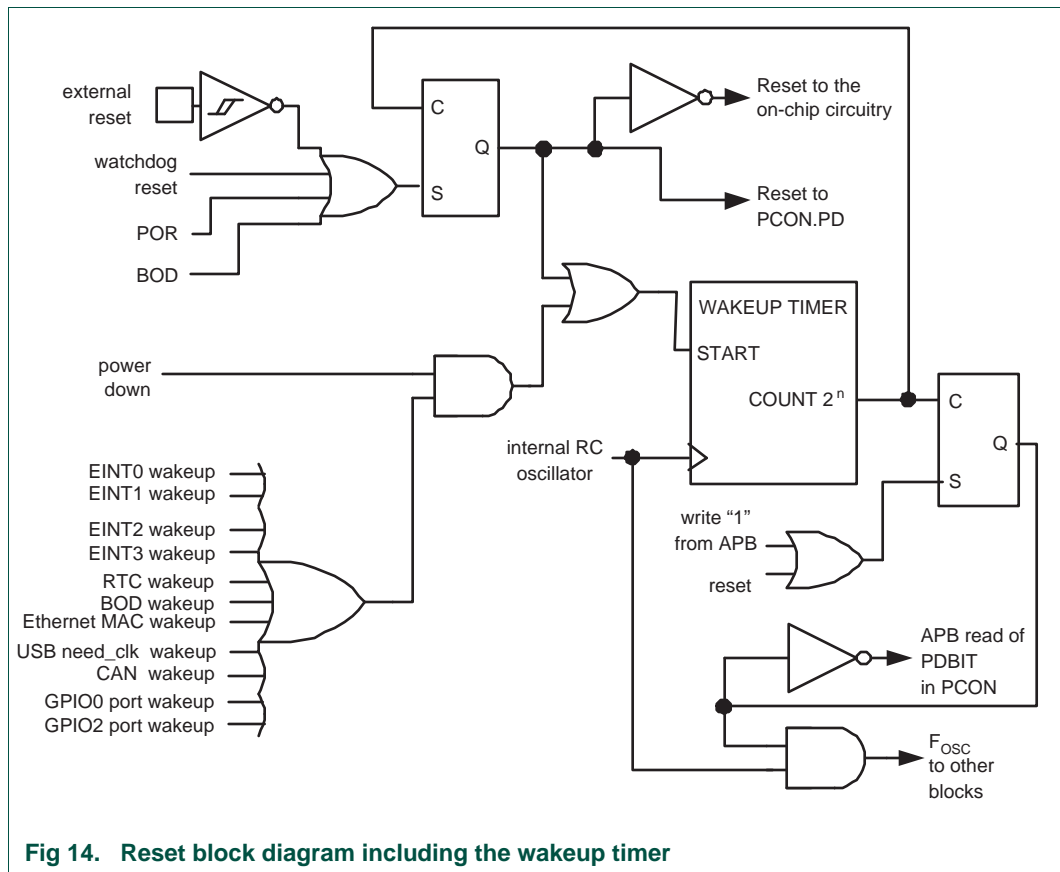 external
reset
watchdog
reset
POR
BOD
C
Q
S
Reset to the
on-chip circuitry
Reset to
PCON.PD
power
down
WAKEUP TIMER
START
COUNT 2ⁿ
internal RC
oscillator
C
Q
S
write “1”
from APB
reset
EINT0 wakeup
EINT1 wakeup
EINT2 wakeup
EINT3 wakeup
RTC wakeup
BOD wakeup
Ethernet MAC wakeup
USB need_clk wakeup
CAN wakeup
GPIO0 port wakeup
GPIO2 port wakeup
APB read of
PDBIT
in PCON
FOSC
to other
blocks
Fig 14. Reset block diagram including the wakeup timer